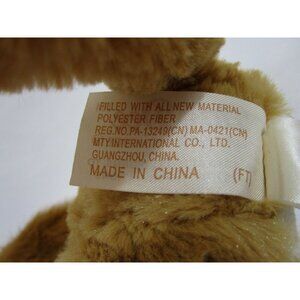 FILLED WITH ALL NEW MATERIAL
POLYESTER FIBER
REG.NO.PA-13249(CN) MA-0421(CN)
MTY.INTERNATIONAL CO., LTD.
GUANGZHOU, CHINA.
MADE IN CHINA (FT)